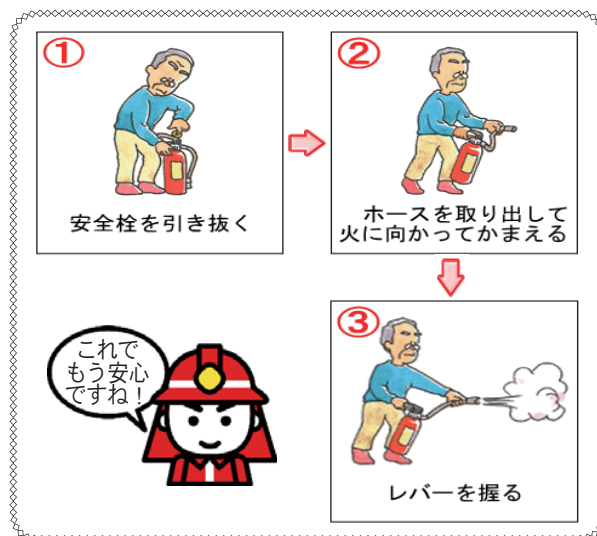 ①
安全栓を引き抜く
②
ホースを取り出して
火に向かってかまえる
③
レバーを握る
これで
もう安心
ですね！